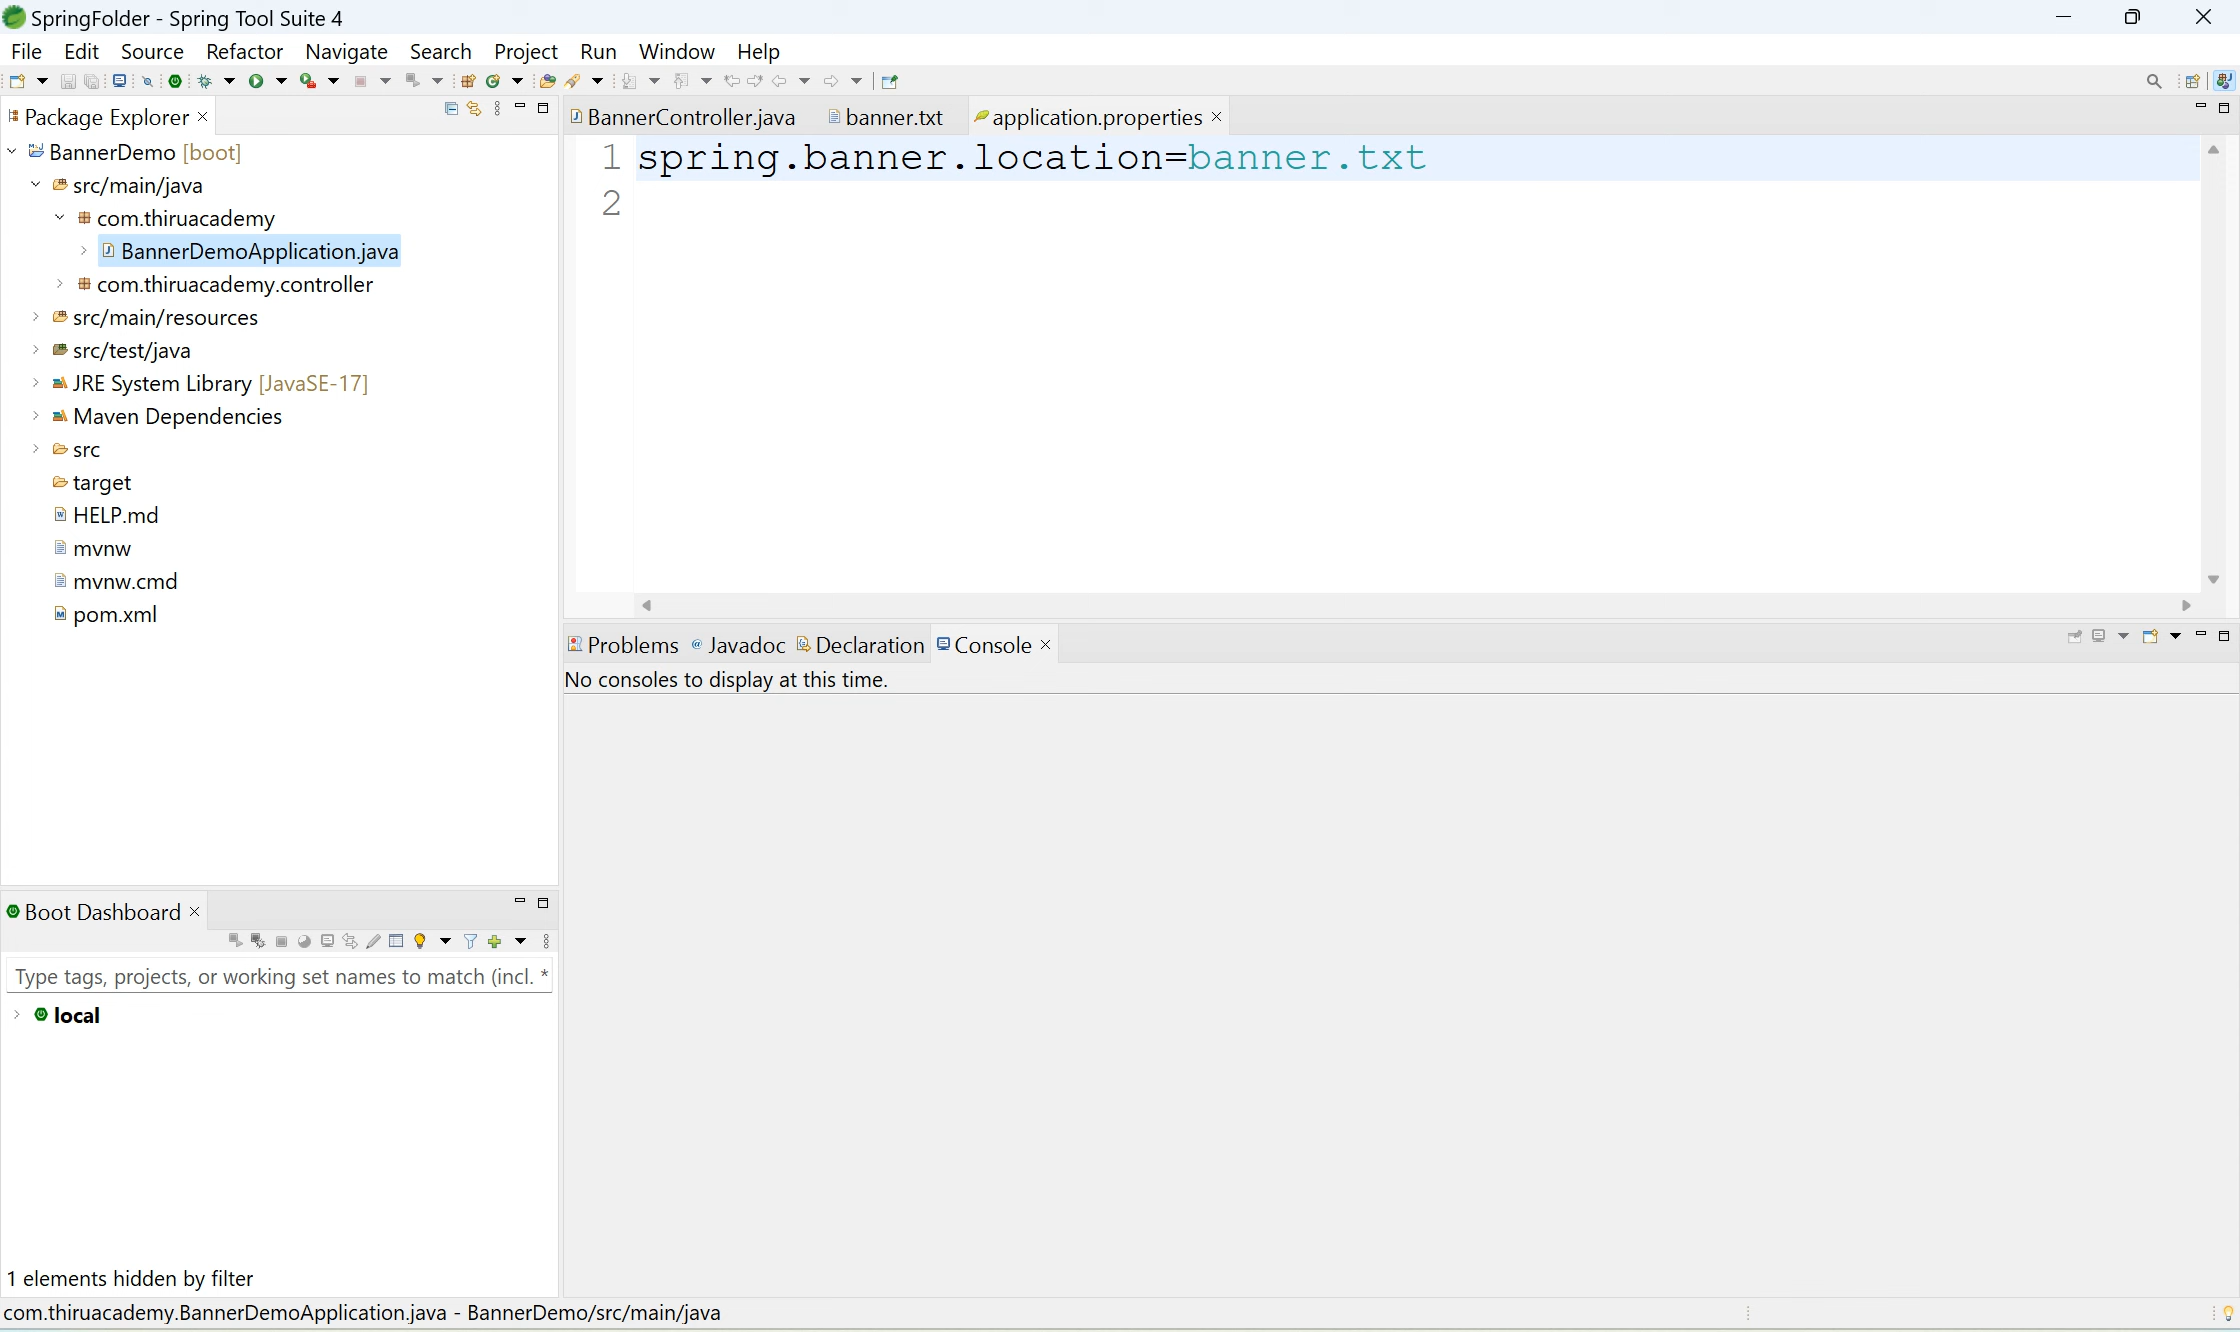 SpringFolder - Spring Tool Suite 4
File Edit Source Refactor Navigate Search Project Run Window Help
Package Explorer
BannerDemo [boot]
src/main/java
com.thiruacademy
BannerDemoApplication.java
com.thiruacademy.controller
src/main/resources
src/test/java
JRE System Library [JavaSE-17]
Maven Dependencies
src
target
HELP.md
mvnw
mvnw.cmd
pom.xml
BannerController.java banner.txt application.properties
1 spring.banner.location=banner.txt
2
Problems Javadoc Declaration Console
No consoles to display at this time.
Boot Dashboard
Type tags, projects, or working set names to match (incl. *
local
1 elements hidden by filter
com.thiruacademy.BannerDemoApplication.java - BannerDemo/src/main/java